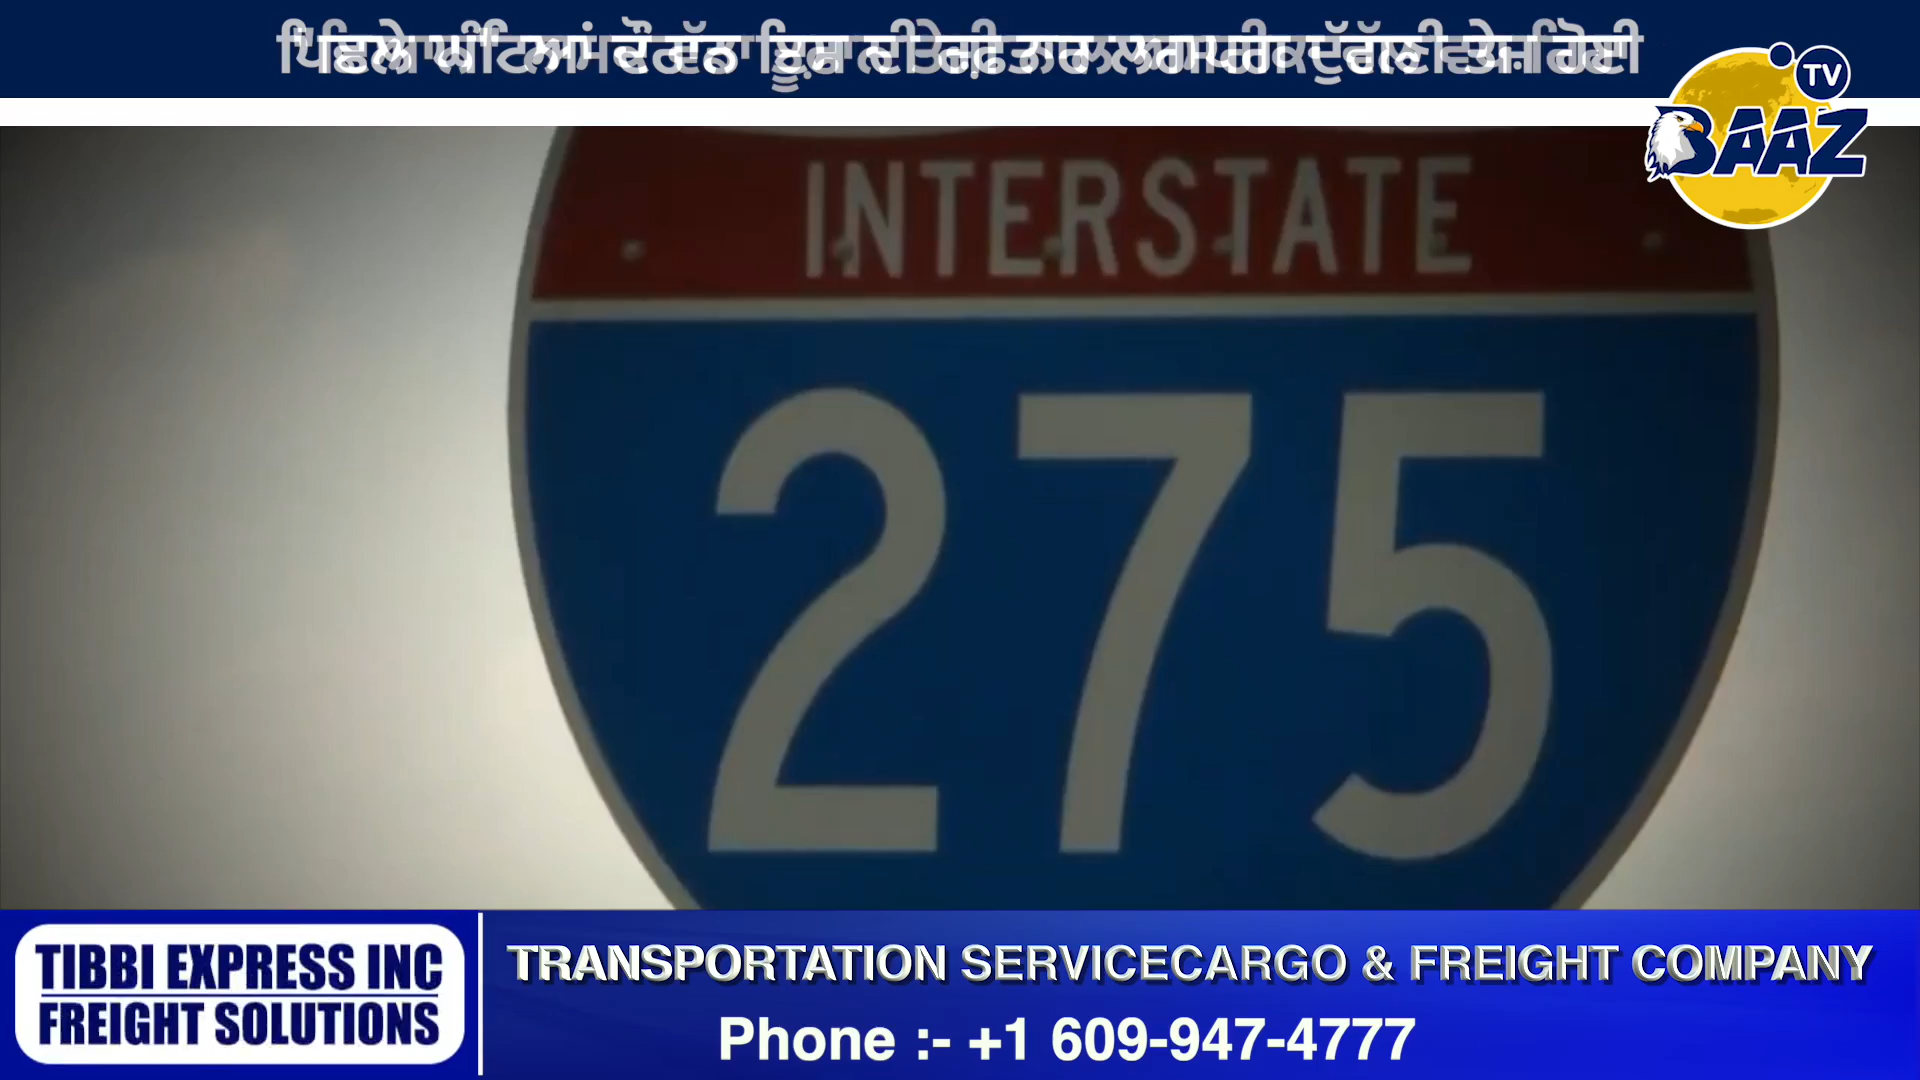 TV
BAAZ
INTERSTATE
275
TIBBI EXPRESS INC
FREIGHT SOLUTIONS
TRANSPORTATION SERVICECARGO & FREIGHT COMPANY
Phone :- +1 609-947-4777